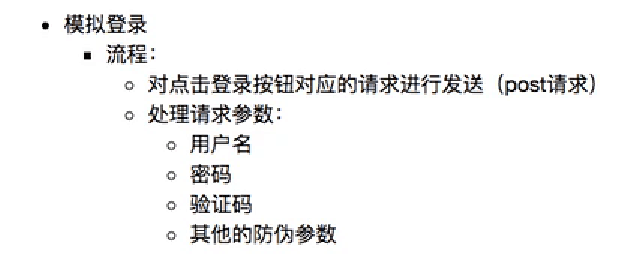 模拟登录
流程：
对点击登录按钮对应的请求进行发送（post请求）
处理请求参数：
用户名
密码
验证码
其他的防伪参数